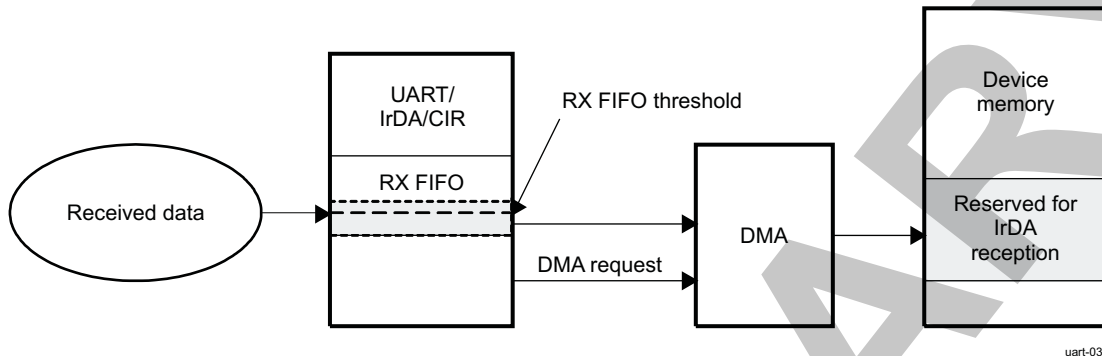 UART/
IrDA/CIR
RX FIFO threshold
Device
memory
RX FIFO
Received data
DMA
Reserved for
IrDA
reception
DMA request
uart-03